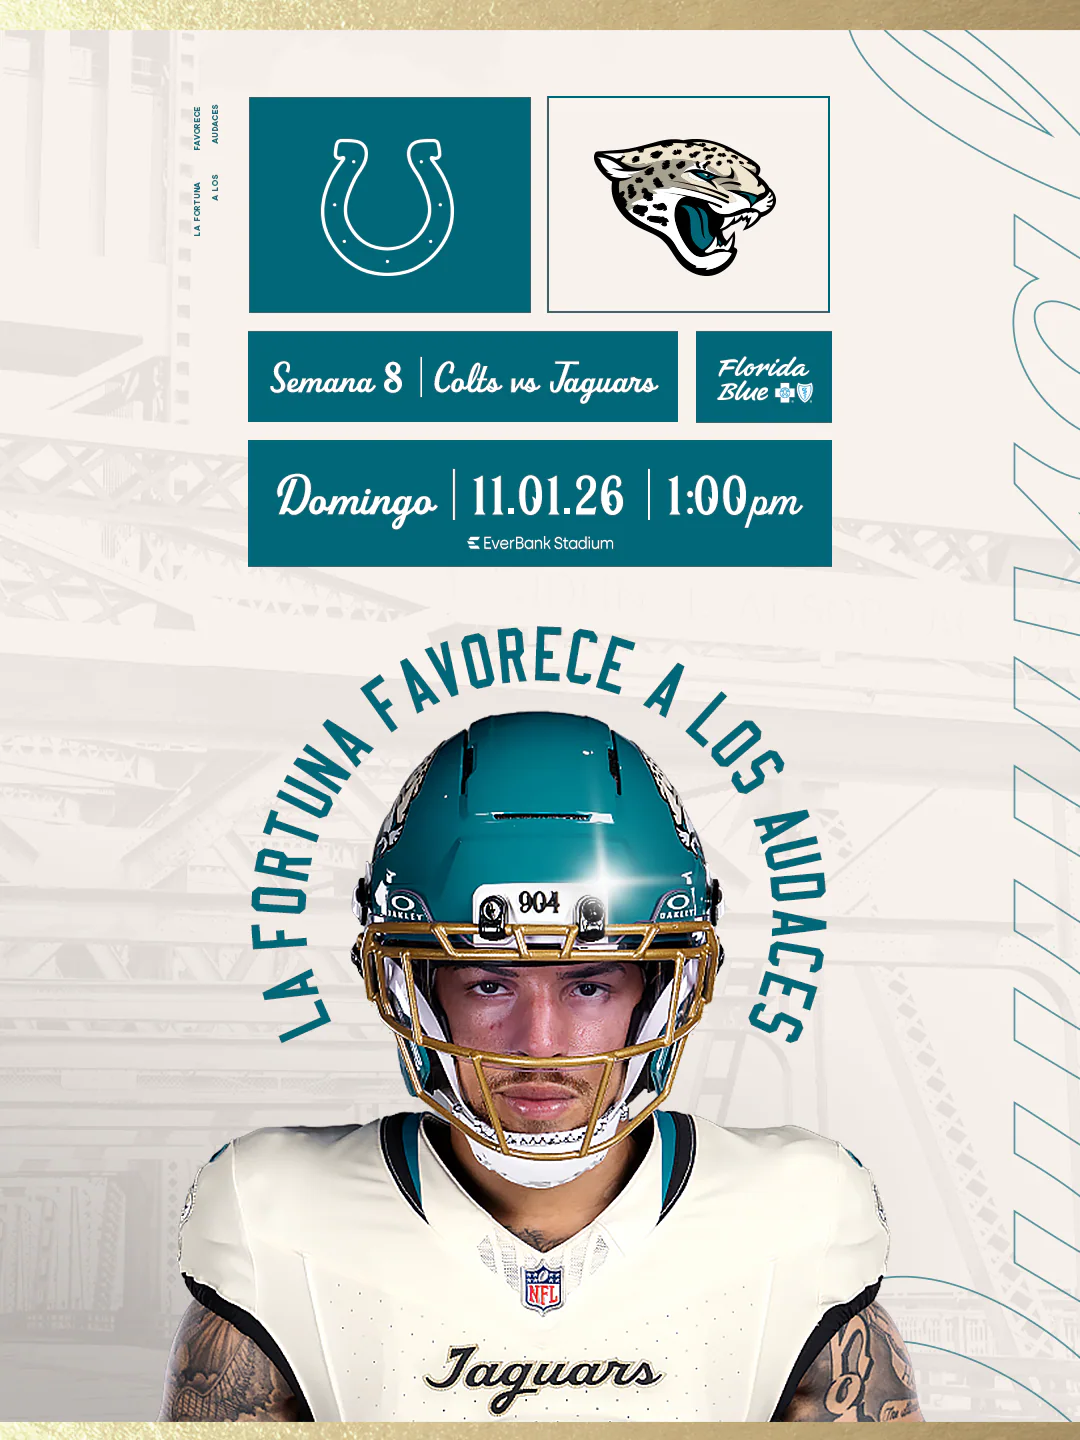 LA FORTUNA FAVORECE
A LOS AUDACES
Semana 8 | Colts vs Jaguars
Florida
Blue
Domingo | 11.01.26 | 1:00pm
EverBank Stadium
LA FORTUNA FAVORECE A LOS AUDACES
904
OAKLEY
OAKLEY
NFL
Jaguars